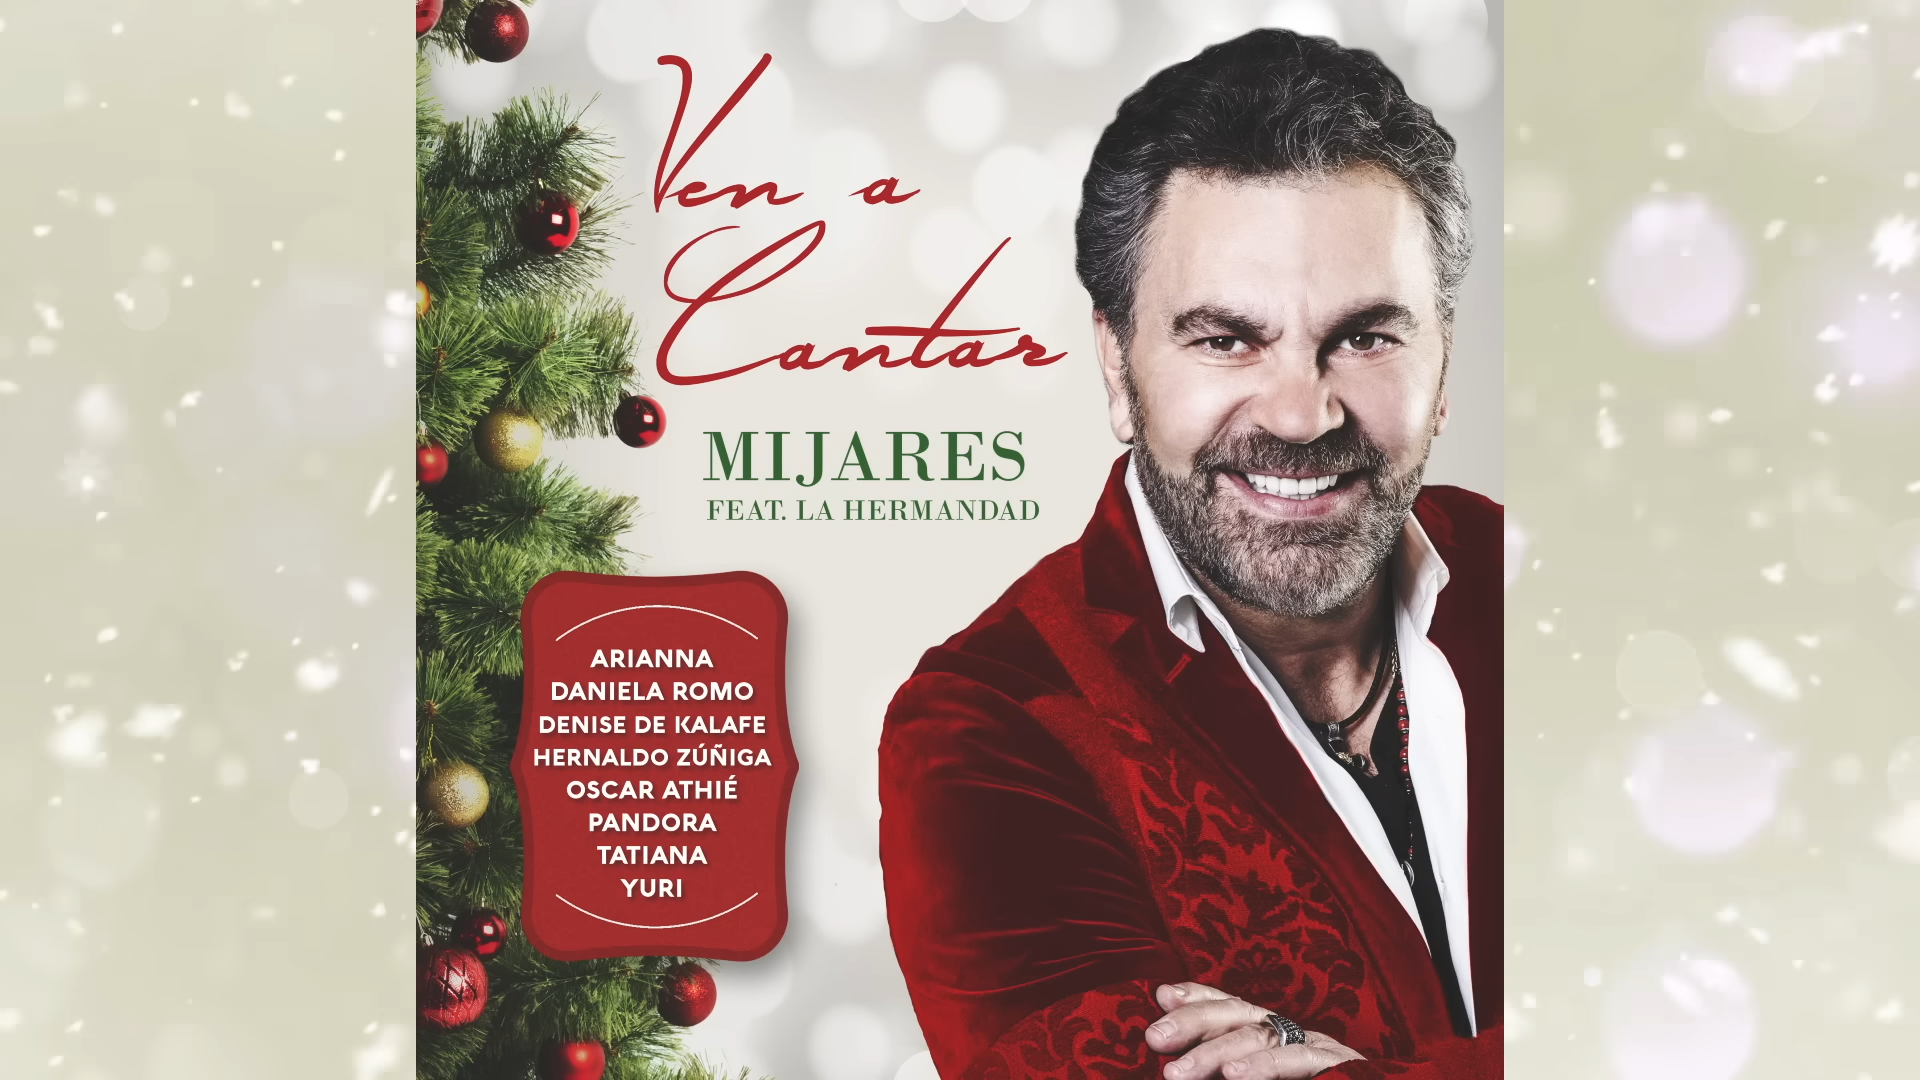 Ven a
Cantar
MIJARES
FEAT. LA HERMANDAD
ARIANNA
DANIELA ROMO
DENISE DE KALAFE
HERNALDO ZÚÑIGA
OSCAR ATHIÉ
PANDORA
TATIANA
YURI